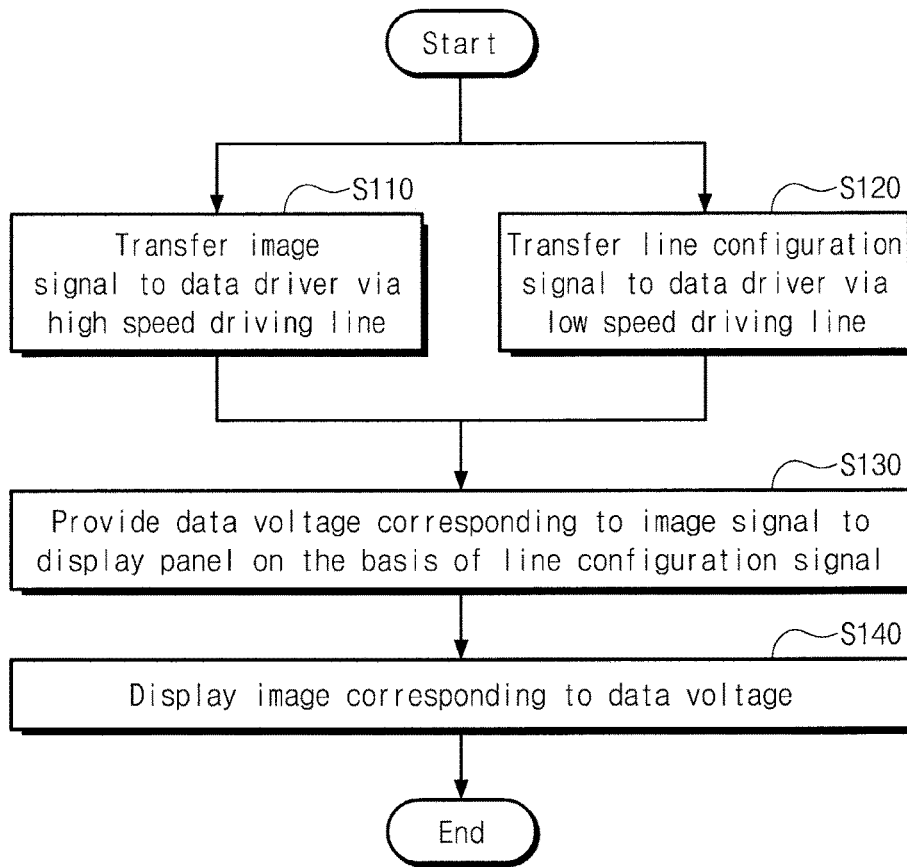 Start
S110
Transfer image
signal to data driver via
high speed driving line
S120
Transfer line configuration
signal to data driver via
low speed driving line
S130
Provide data voltage corresponding to image signal to
display panel on the basis of line configuration signal
S140
Display image corresponding to data voltage
End